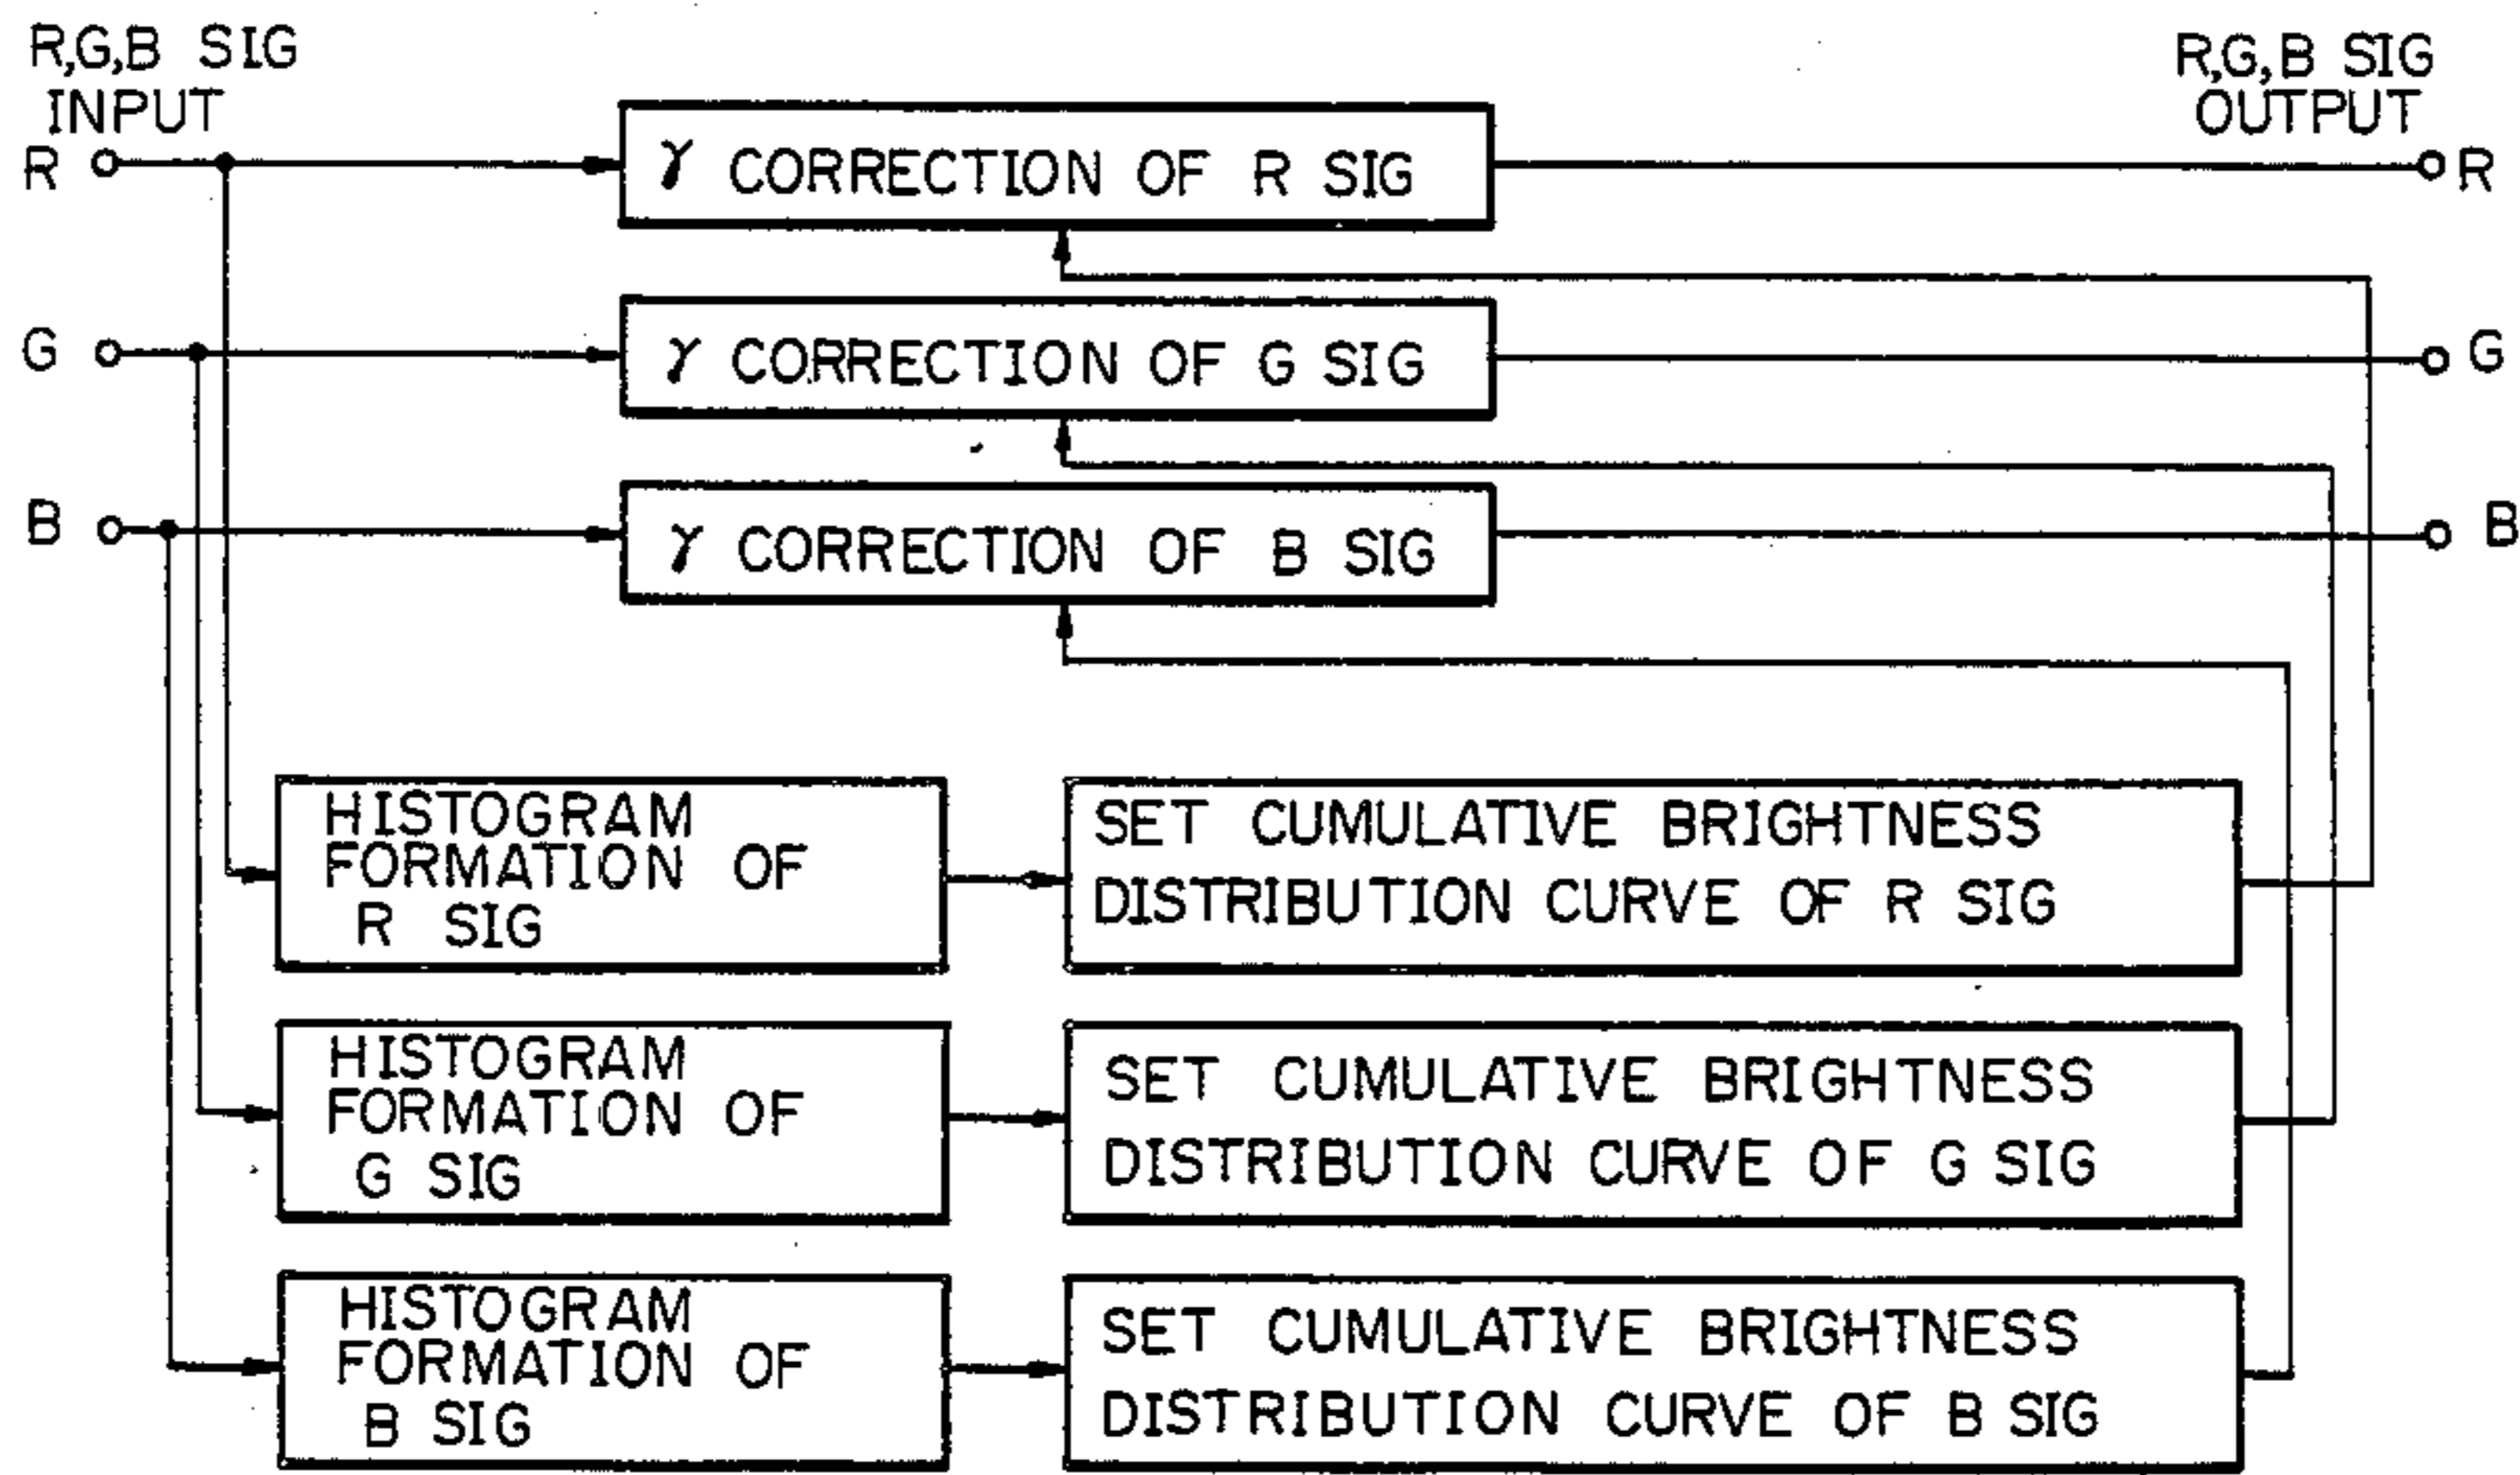 R,G,B SIG
INPUT
R,G,B SIG
OUTPUT
R
γ CORRECTION OF R SIG
R
G
γ CORRECTION OF G SIG
G
B
γ CORRECTION OF B SIG
B
HISTOGRAM
FORMATION OF
R SIG
SET CUMULATIVE BRIGHTNESS
DISTRIBUTION CURVE OF R SIG
HISTOGRAM
FORMATION OF
G SIG
SET CUMULATIVE BRIGHTNESS
DISTRIBUTION CURVE OF G SIG
HISTOGRAM
FORMATION OF
B SIG
SET CUMULATIVE BRIGHTNESS
DISTRIBUTION CURVE OF B SIG